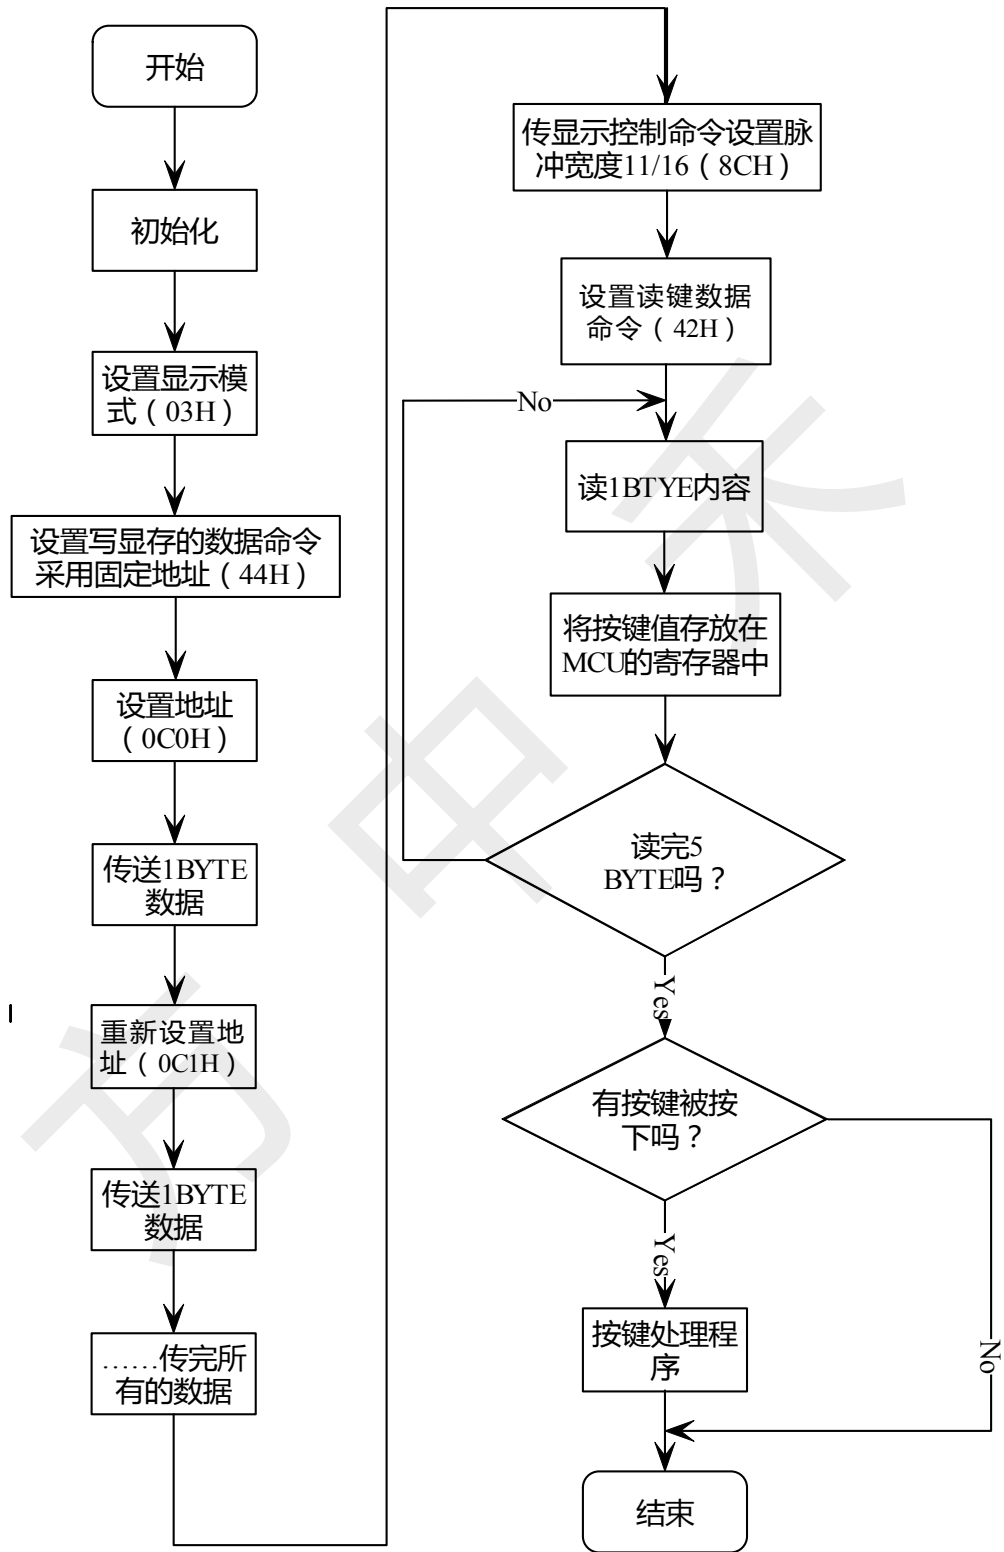 开始
初始化
设置显示模
式（03H）
设置写显存的数据命令
采用固定地址（44H）
设置地址
（0C0H）
传送1BYTE
数据
重新设置地
址（0C1H）
传送1BYTE
数据
……传完所
有的数据
传显示控制命令设置脉
冲宽度11/16（8CH）
设置读键数据
命令（42H）
No
读1BTYE内容
将按键值存放在
MCU的寄存器中
读完5
BYTE吗？
Yes
有按键被按
下吗？
Yes
No
按键处理程
序
结束
方中禾